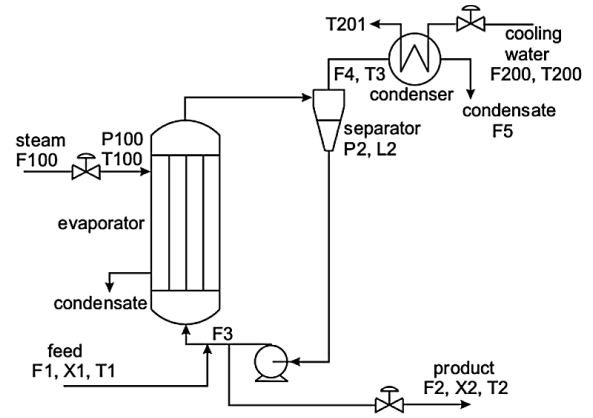 T201
cooling
water
F200, T200
F4, T3
condenser
condensate
F5
steam
F100
P100
T100
separator
P2, L2
evaporator
condensate
F3
feed
F1, X1, T1
product
F2, X2, T2